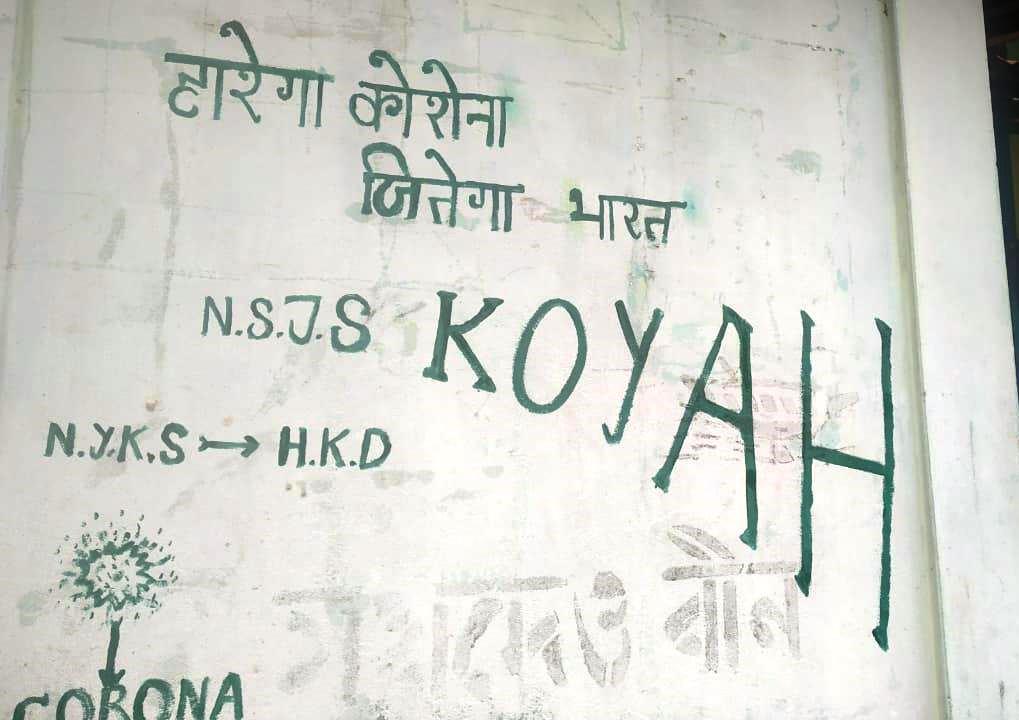 हारेगा कोरोना
जितेगा भारत
N.S.J.S KOYAH
N.Y.K.S → H.K.D
CORONA